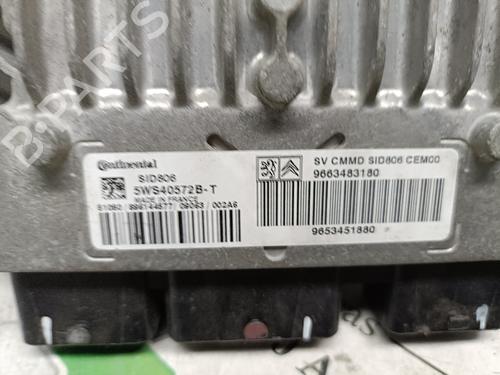 B-PARTS
Continental
SID806
5WS40572B-T
MADE IN FRANCE
SV CMMD SID806 CEM00
9663483180
9653451880